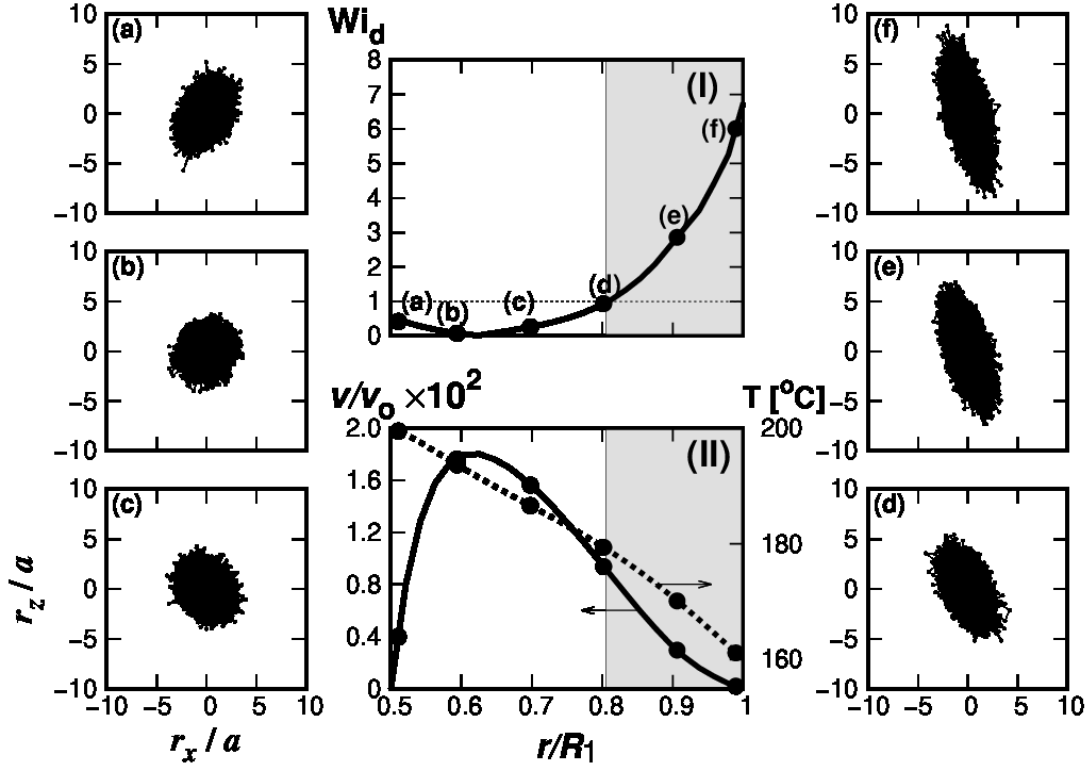 (a)
10
5
0
−5
−10
(b)
10
5
0
−5
−10
(c)
10
5
0
−5
−10
−10 −5 0 5 10
r_z / a
r_x / a
Wi_d
8
7
6
5
4
3
2
1
0
(I)
(a)
(b)
(c)
(d)
(e)
(f)
v/v_o ×10^2
T [°C]
2.0
1.6
1.2
0.8
0.4
0
(II)
200
180
160
0.5 0.6 0.7 0.8 0.9 1
r/R_1
(f)
10
5
0
−5
−10
(e)
10
5
0
−5
−10
(d)
10
5
0
−5
−10
−10 −5 0 5 10